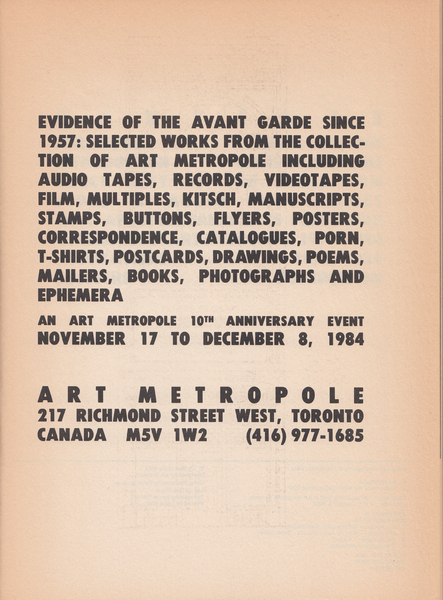 EVIDENCE OF THE AVANT GARDE SINCE
1957: SELECTED WORKS FROM THE COLLEC-
TION OF ART METROPOLE INCLUDING
AUDIO TAPES, RECORDS, VIDEOTAPES,
FILM, MULTIPLES, KITSCH, MANUSCRIPTS,
STAMPS, BUTTONS, FLYERS, POSTERS,
CORRESPONDENCE, CATALOGUES, PORN,
T-SHIRTS, POSTCARDS, DRAWINGS, POEMS,
MAILERS, BOOKS, PHOTOGRAPHS AND
EPHEMERA
AN ART METROPOLE 10TH ANNIVERSARY EVENT
NOVEMBER 17 TO DECEMBER 8, 1984
ART METROPOLE
217 RICHMOND STREET WEST, TORONTO
CANADA M5V 1W2 (416) 977-1685